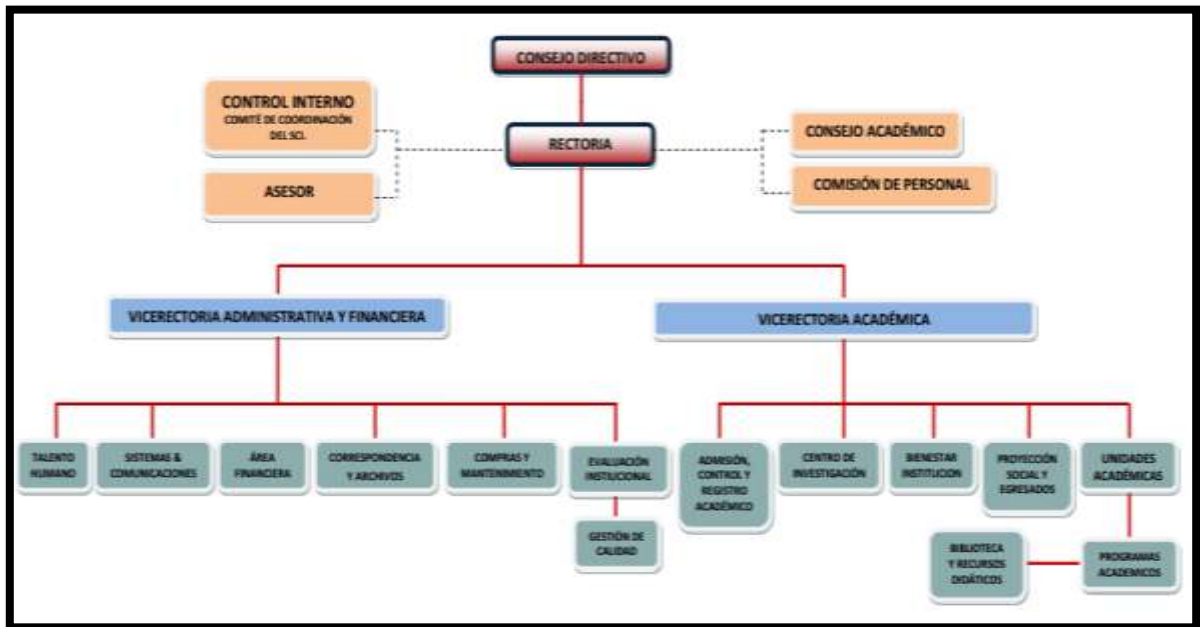 CONSEJO DIRECTIVO
CONTROL INTERNO
COMITÉ DE COORDINACIÓN
DEL SCI.
RECTORIA
CONSEJO ACADÉMICO
ASESOR
COMISIÓN DE PERSONAL
VICERECTORIA ADMINISTRATIVA Y FINANCIERA
VICERECTORIA ACADÉMICA
TALENTO
HUMANO
SISTEMAS &
COMUNICACIONES
ÁREA
FINANCIERA
CORRESPONDENCIA
Y ARCHIVOS
COMPRAS Y
MANTENIMIENTO
EVALUACIÓN
INSTIUCIONAL
GESTIÓN DE
CALIDAD
ADMISIÓN,
CONTROL Y
REGISTRO
ACADÉMICO
CENTRO DE
INVESTIGACIÓN
BIENESTAR
INSTITUCION
PROYECCIÓN
SOCIAL Y
EGRESADOS
UNIDADES
ACADÉMICAS
BIBLIOTECA
Y RECURSOS
DIDÁTICOS
PROGRAMAS
ACADEMICOS